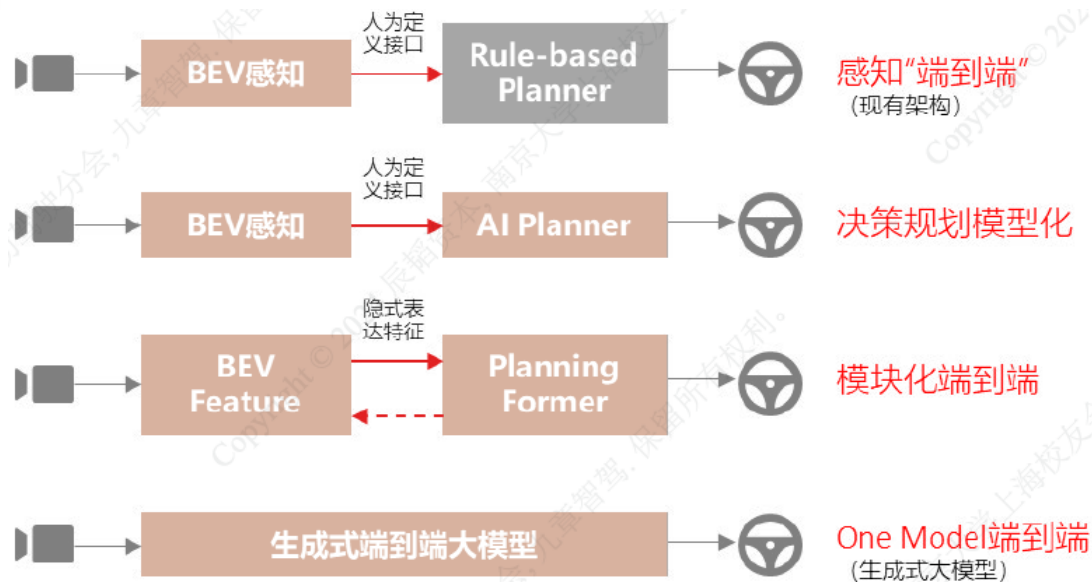 人为定
义接口
BEV感知
Rule-based
Planner
感知“端到端”
(现有架构)
人为定
义接口
BEV感知
AI Planner
决策规划模型化
隐式表
达特征
BEV
Feature
Planning
Former
模块化端到端
生成式端到端大模型
One Model端到端
(生成式大模型)